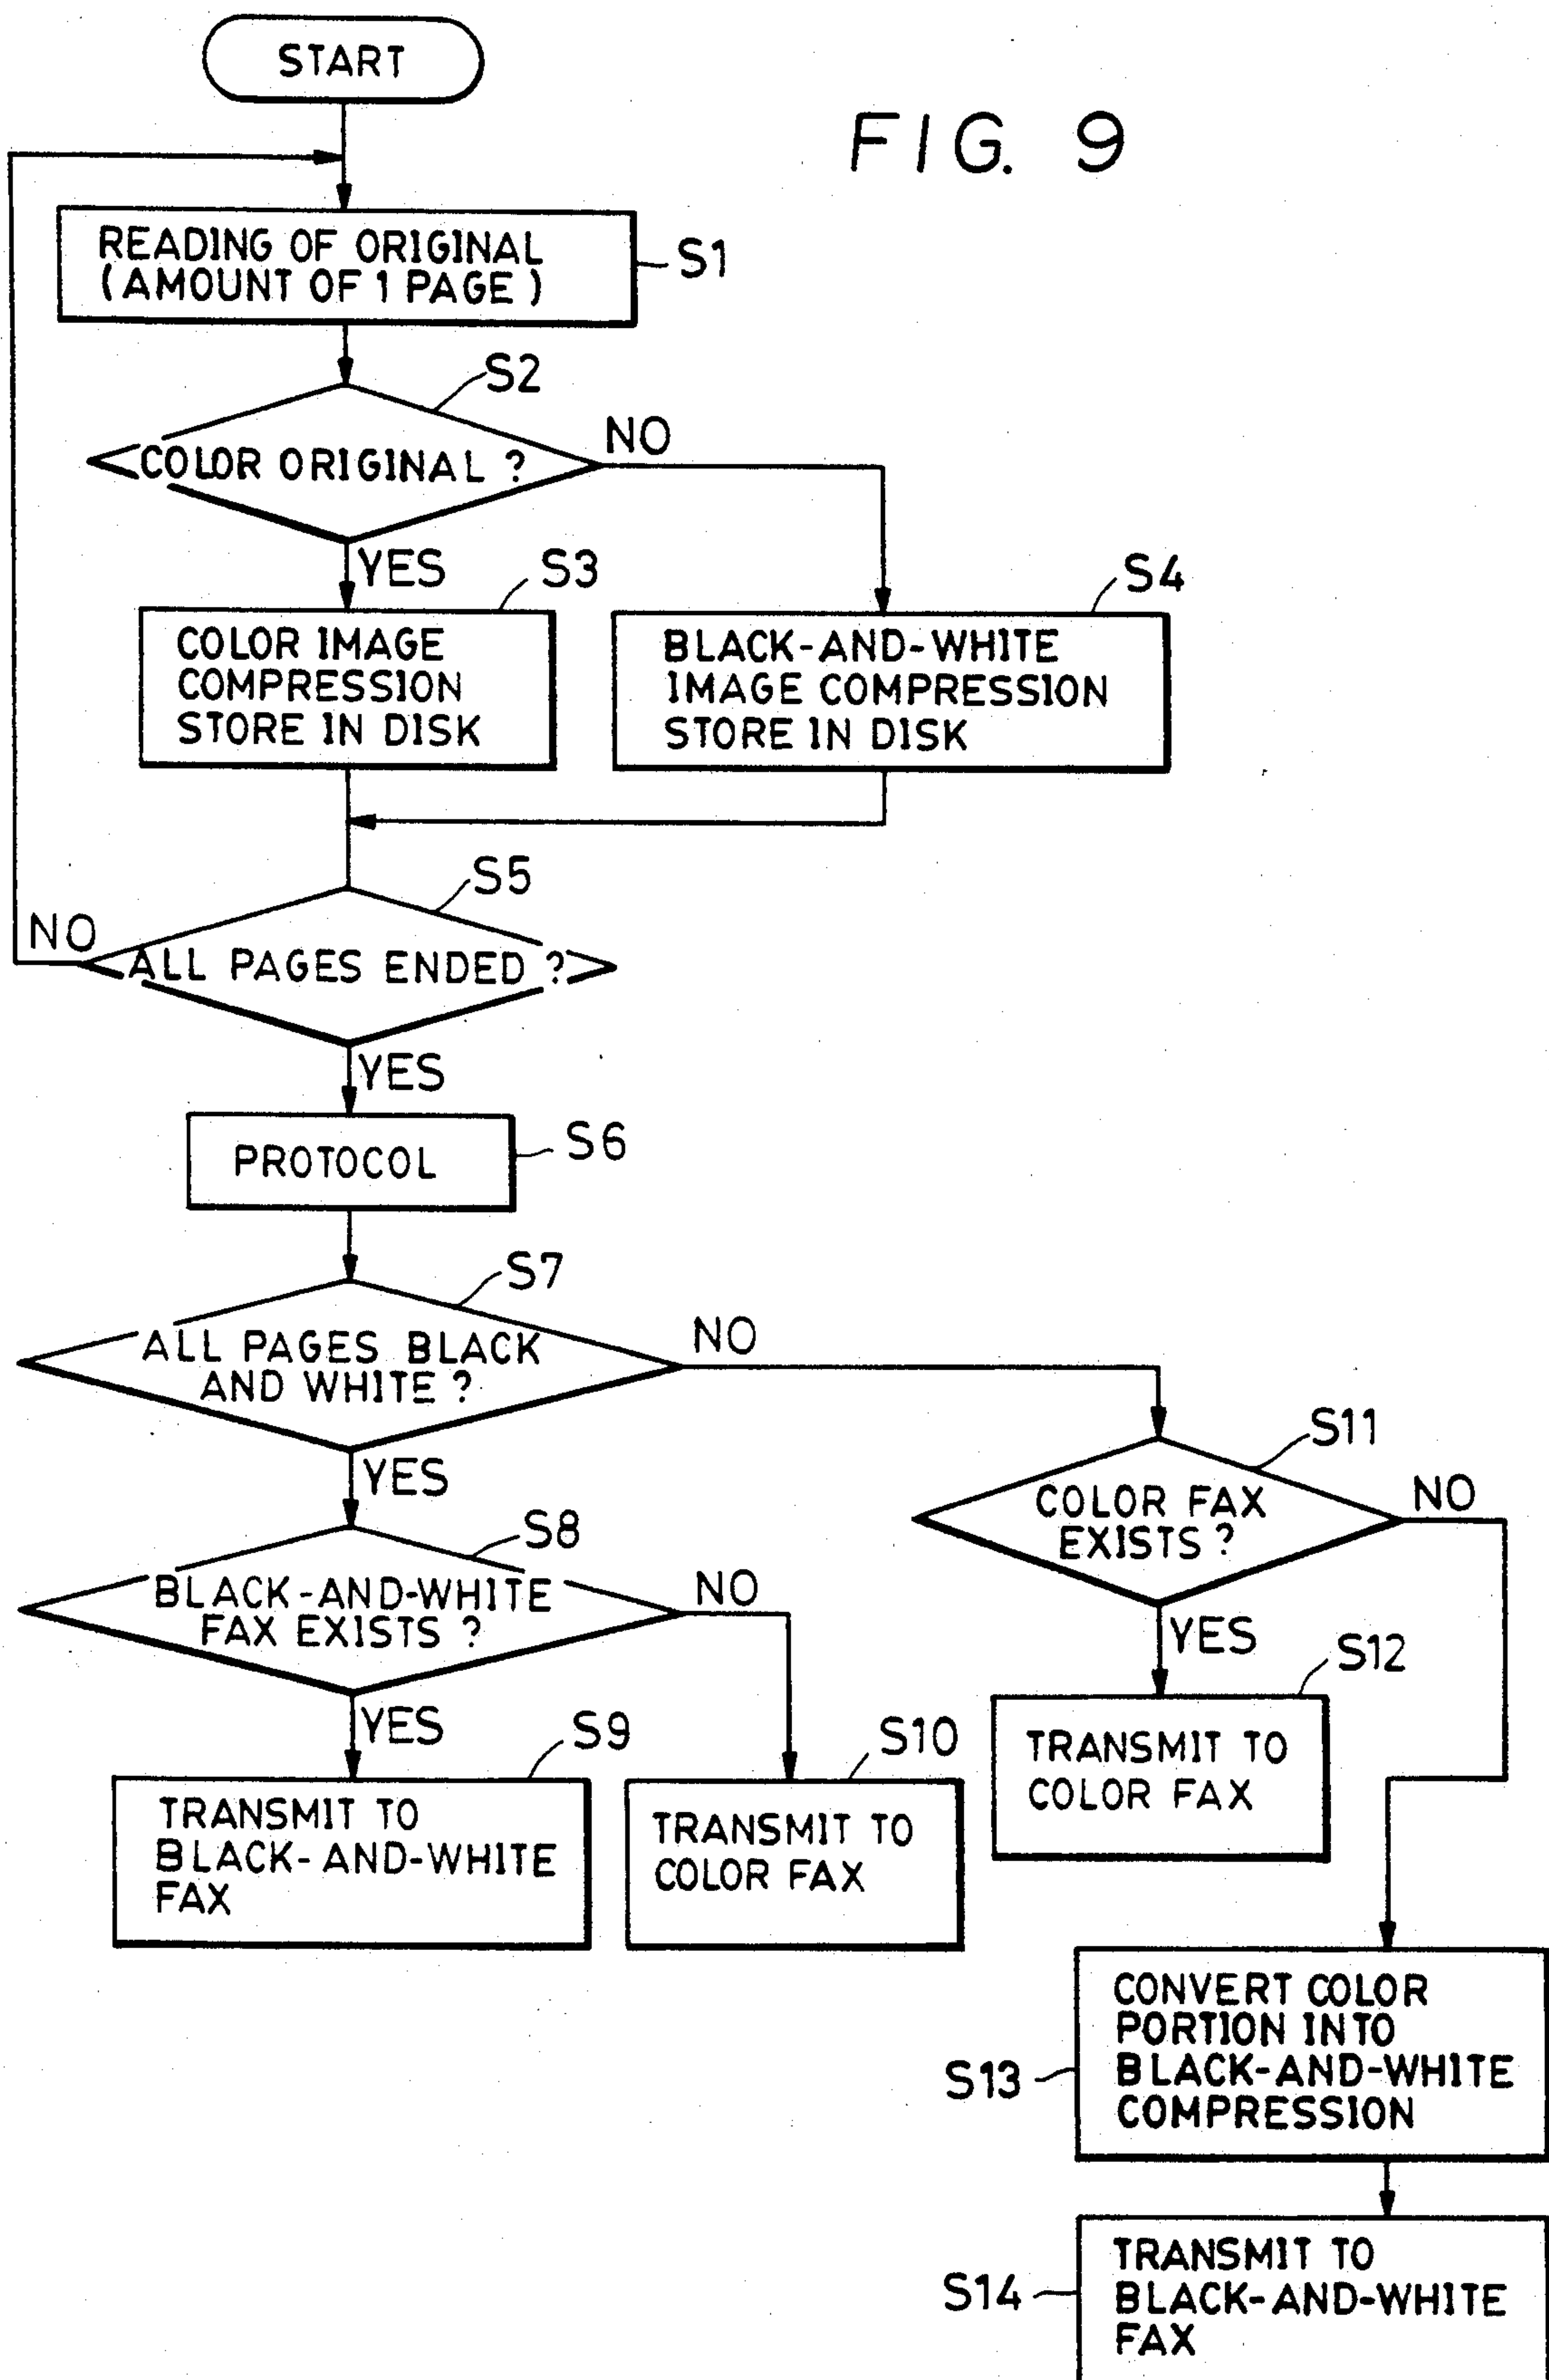 START
FIG. 9
READING OF ORIGINAL
(AMOUNT OF 1 PAGE)
S1
S2
COLOR ORIGINAL ?
NO
YES
S3
S4
COLOR IMAGE
COMPRESSION
STORE IN DISK
BLACK-AND-WHITE
IMAGE COMPRESSION
STORE IN DISK
S5
NO
ALL PAGES ENDED ?
YES
PROTOCOL
S6
S7
ALL PAGES BLACK
AND WHITE ?
NO
YES
S11
COLOR FAX
EXISTS ?
NO
S8
BLACK-AND-WHITE
FAX EXISTS ?
NO
YES
YES
S12
TRANSMIT TO
COLOR FAX
S9
TRANSMIT TO
BLACK-AND-WHITE
FAX
S10
TRANSMIT TO
COLOR FAX
CONVERT COLOR
PORTION INTO
BLACK-AND-WHITE
COMPRESSION
S13
TRANSMIT TO
BLACK-AND-WHITE
FAX
S14